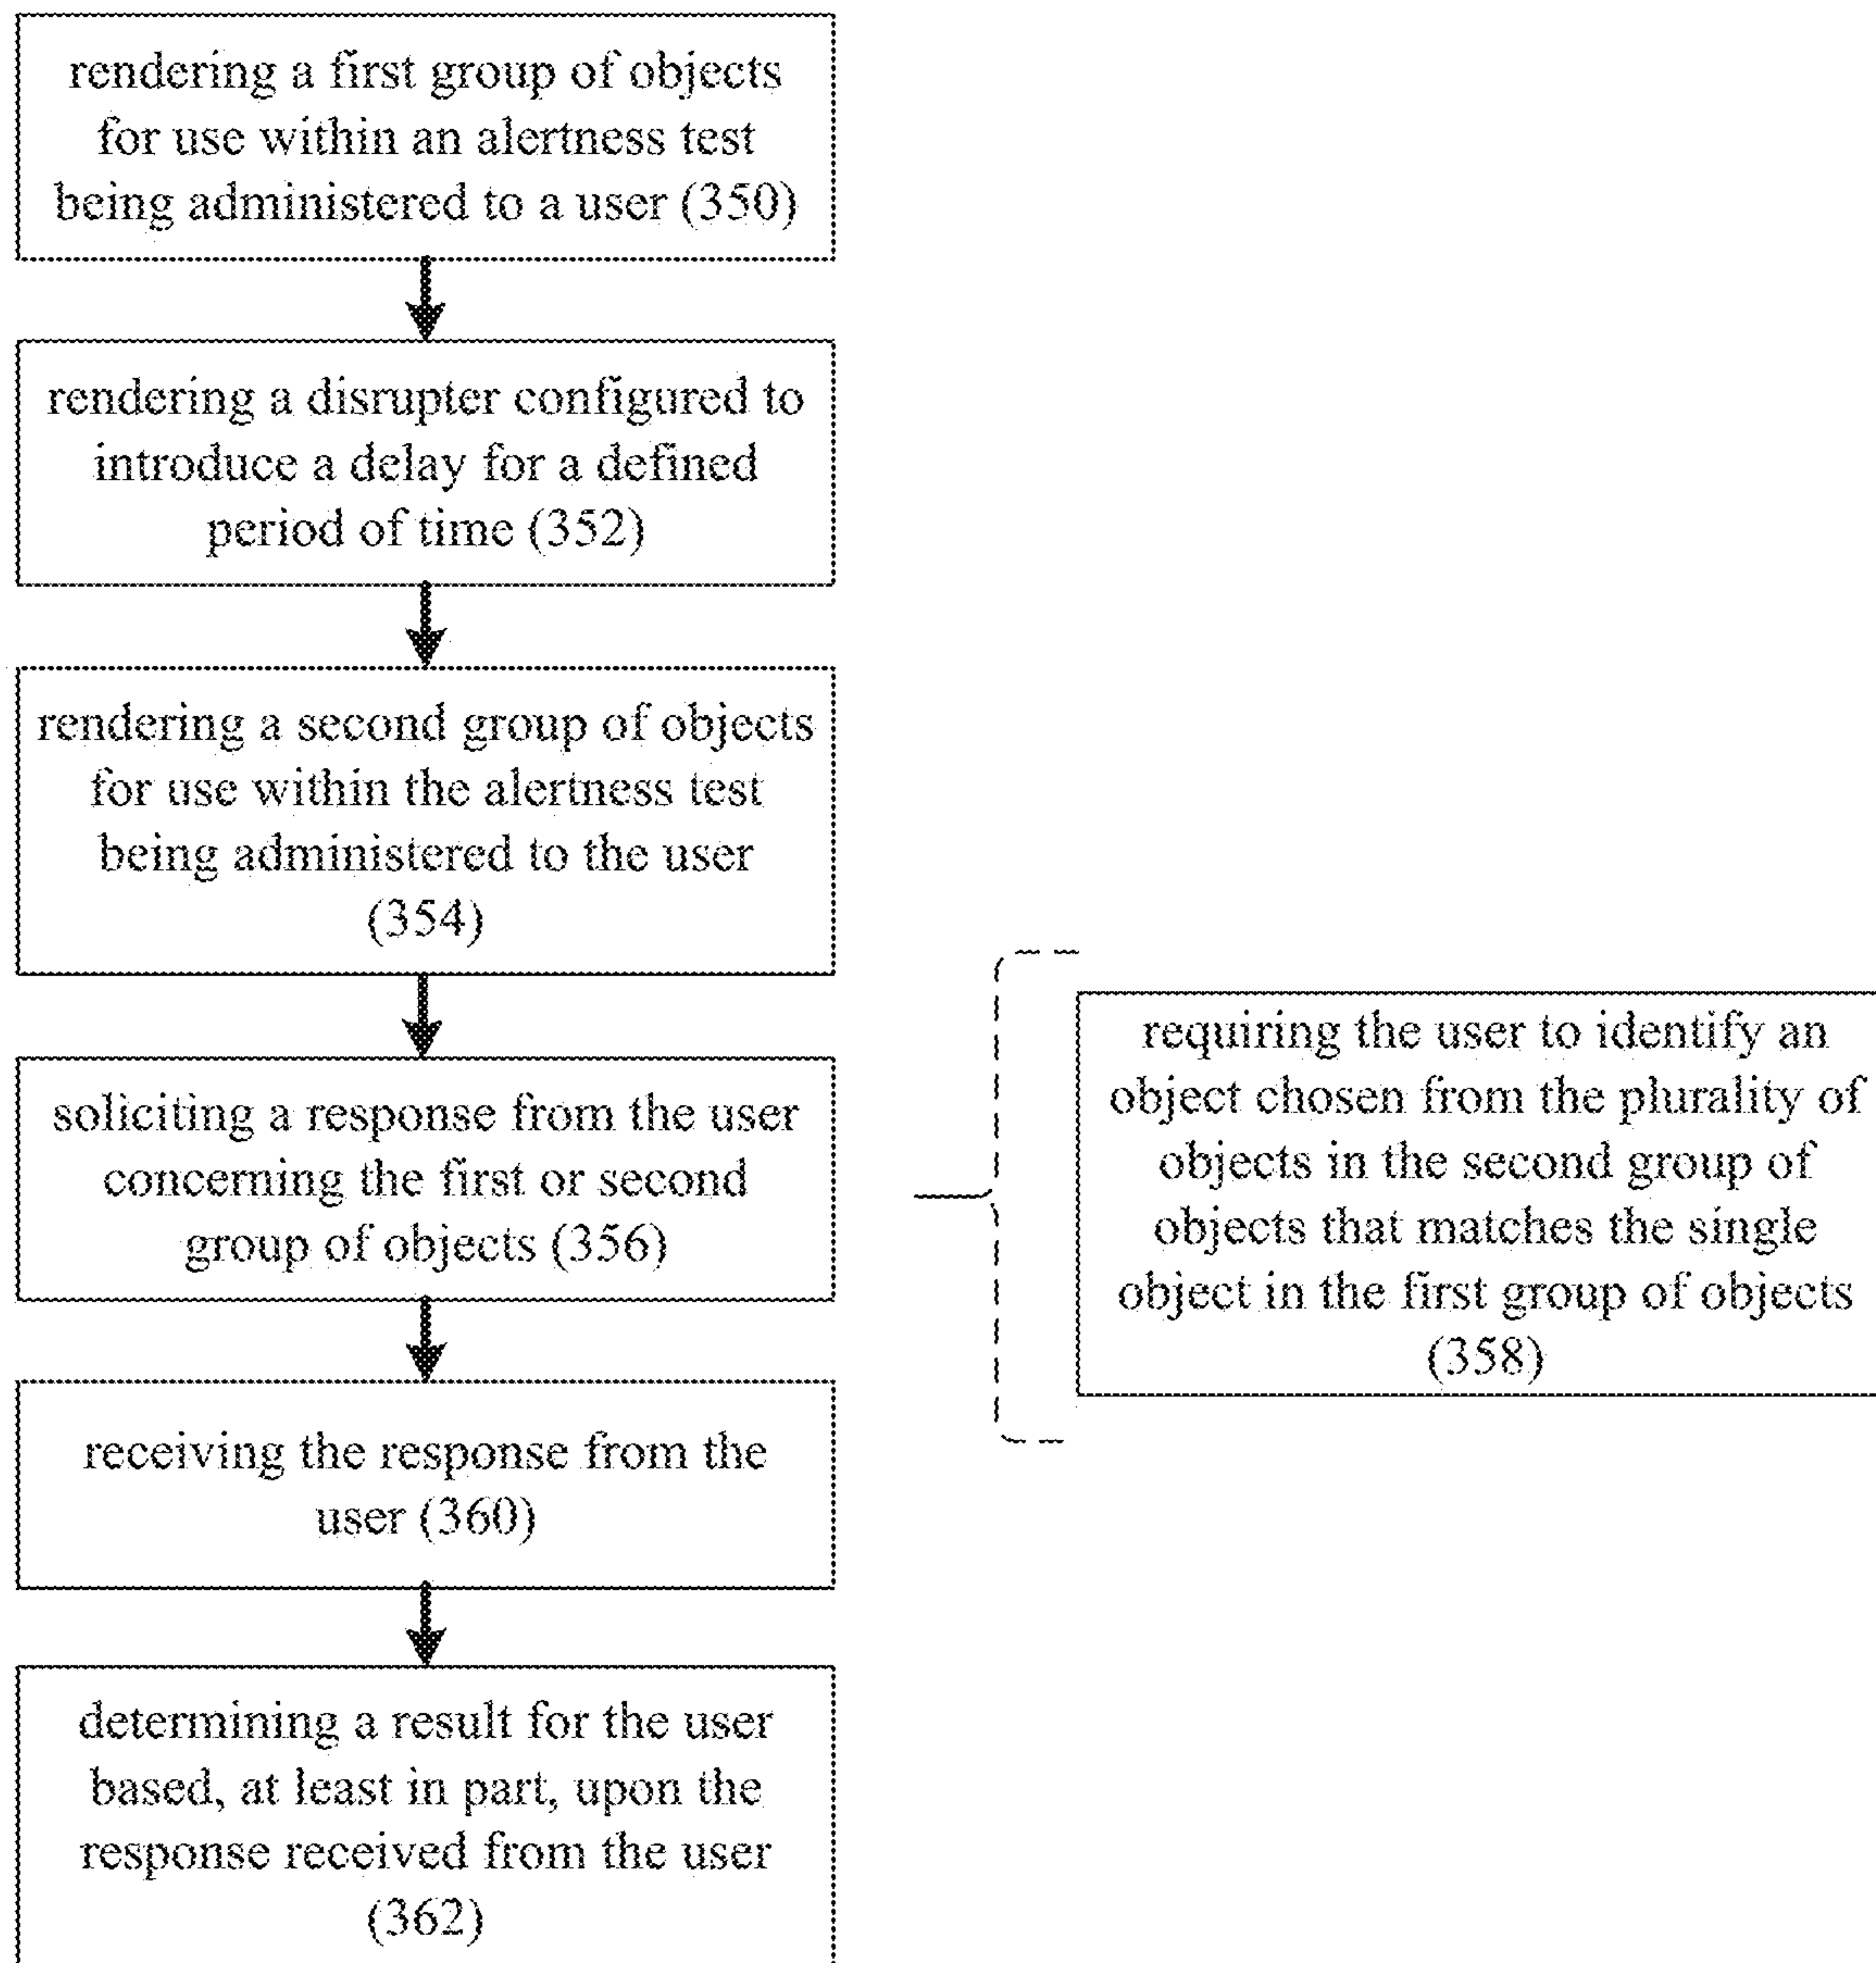 rendering a first group of objects
for use within an alertness test
being administered to a user (350)
rendering a disrupter configured to
introduce a delay for a defined
period of time (352)
rendering a second group of objects
for use within the alertness test
being administered to the user
(354)
soliciting a response from the user
concerning the first or second
group of objects (356)
requiring the user to identify an
object chosen from the plurality of
objects in the second group of
objects that matches the single
object in the first group of objects
(358)
receiving the response from the
user (360)
determining a result for the user
based, at least in part, upon the
response received from the user
(362)